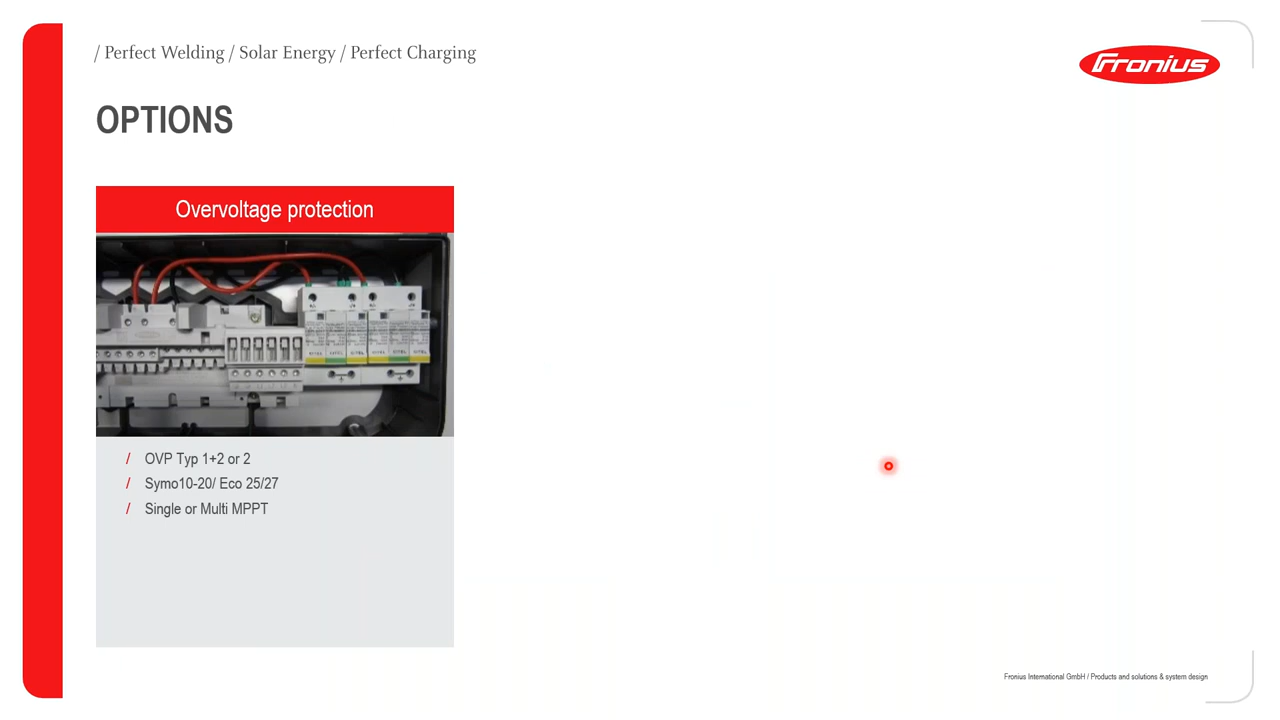 / Perfect Welding / Solar Energy / Perfect Charging
Fronius
OPTIONS
Overvoltage protection
/ OVP Typ 1+2 or 2
/ Symo10-20/ Eco 25/27
/ Single or Multi MPPT
Fronius International GmbH / Products and solutions & system design